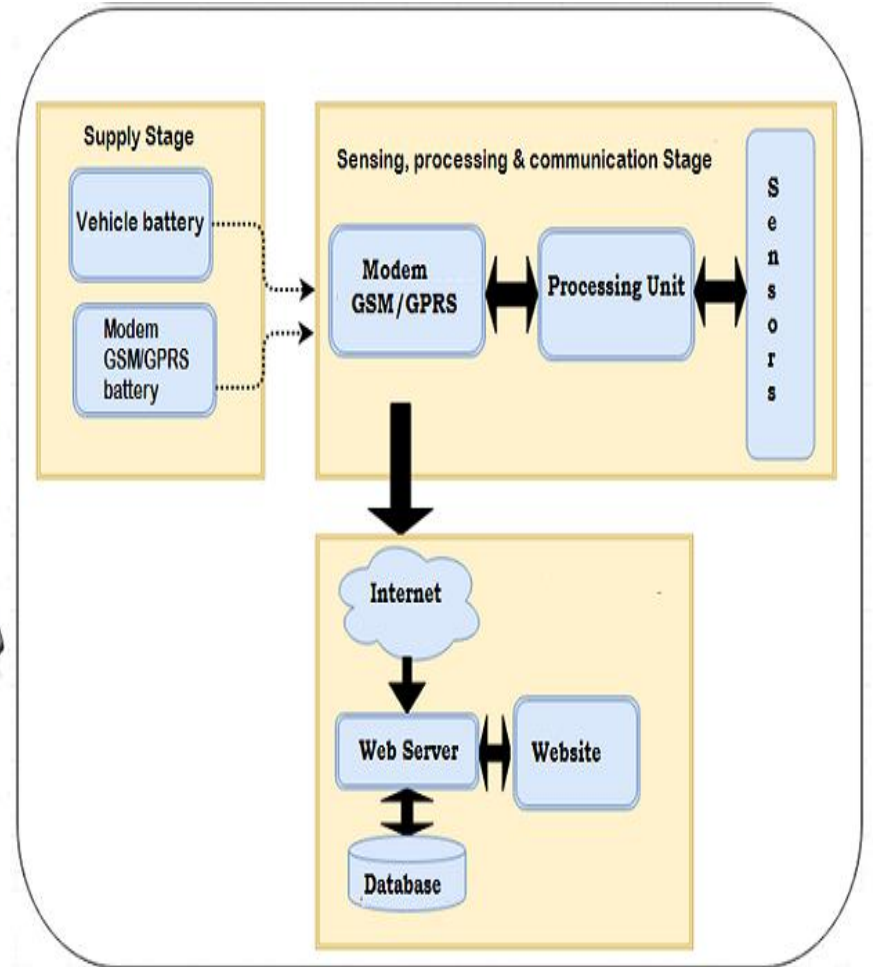 Supply Stage
Vehicle battery
Modem
GSM/GPRS
battery
Sensing, processing & communication Stage
Modem
GSM/GPRS
Processing Unit
S
e
n
s
o
r
s
Internet
Web Server
Website
Database